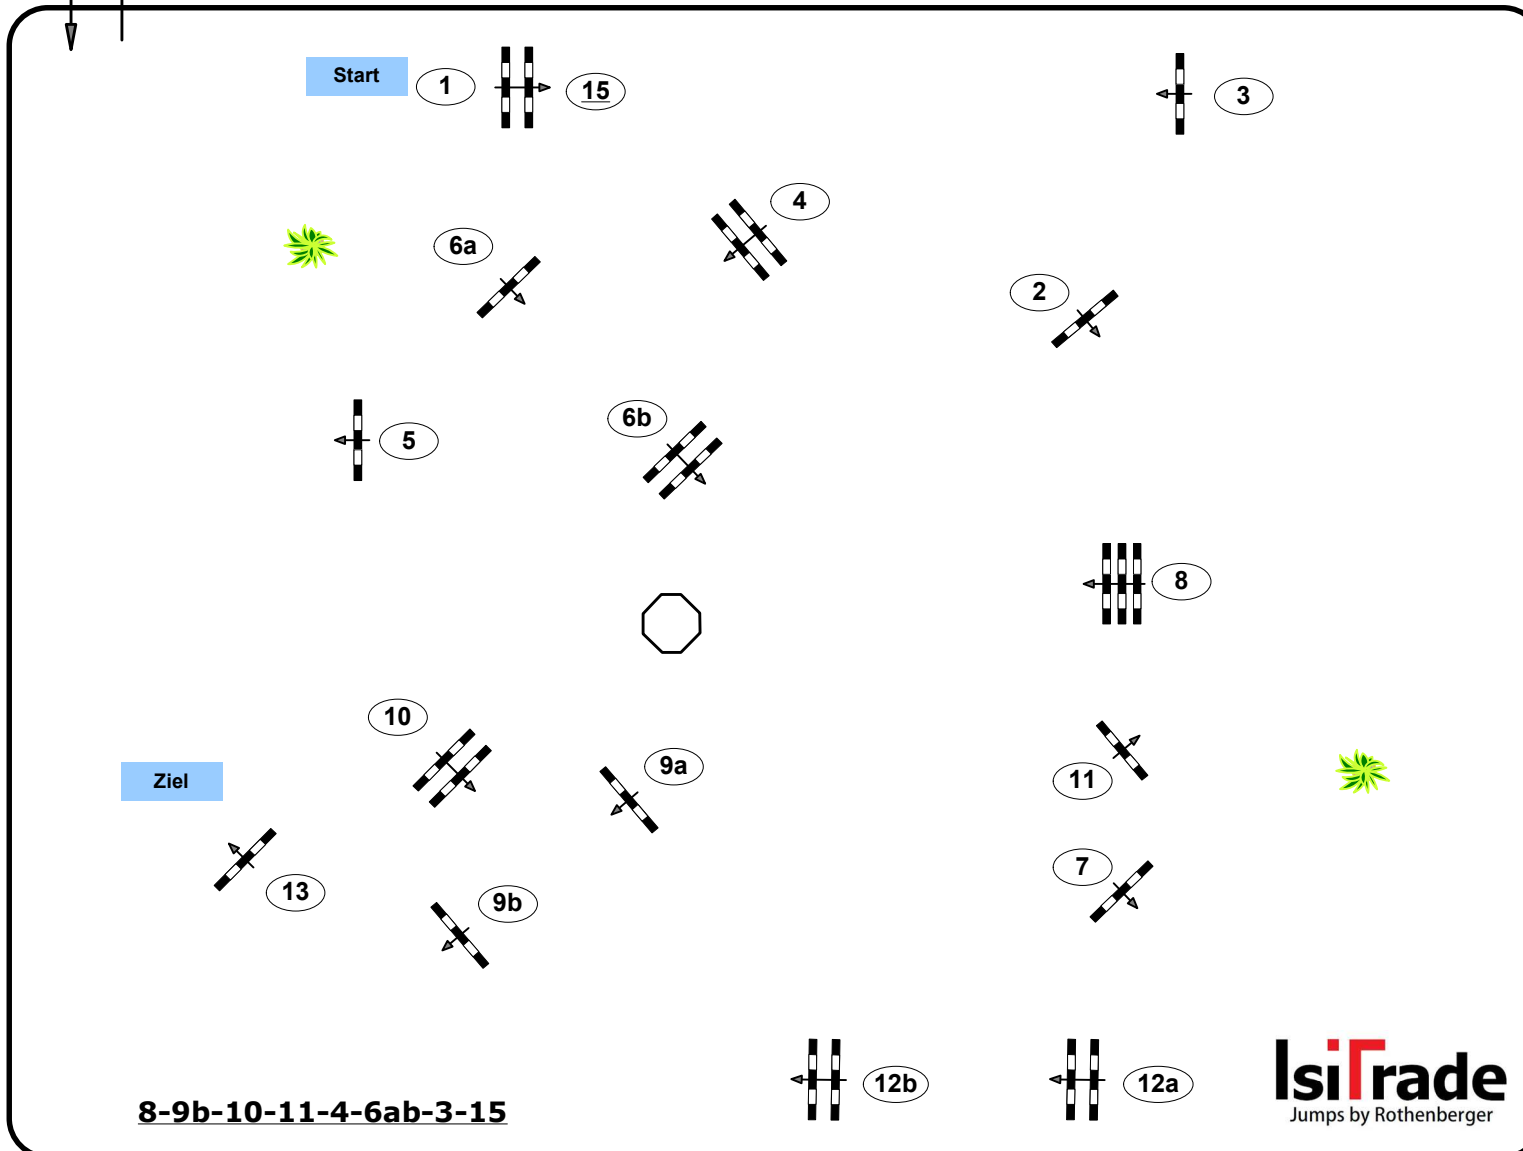 Start
1
15
3
4
6a
2
6b
5
8
10
9a
Ziel
11
7
13
9b
12b
12a
8-9b-10-11-4-6ab-3-15
IsiTrade
Jumps by Rothenberger